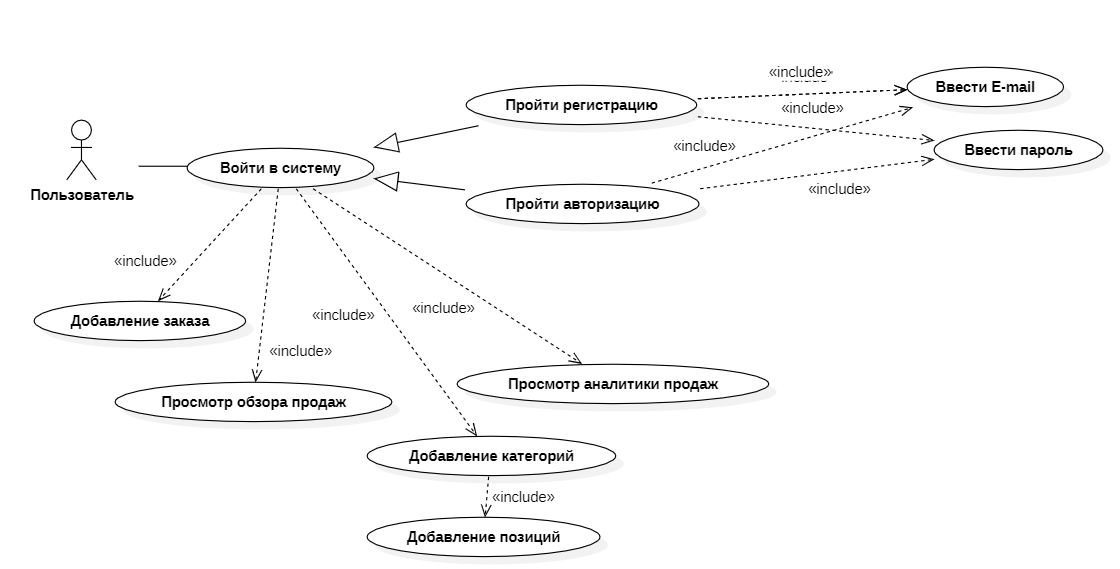 «include»
Ввести E-mail
Пройти регистрацию
«include»
«include»
Ввести пароль
Пользователь
Войти в систему
Пройти авторизацию
«include»
«include»
Добавление заказа
«include»
«include»
«include»
Просмотр обзора продаж
Просмотр аналитики продаж
Добавление категорий
«include»
Добавление позиций